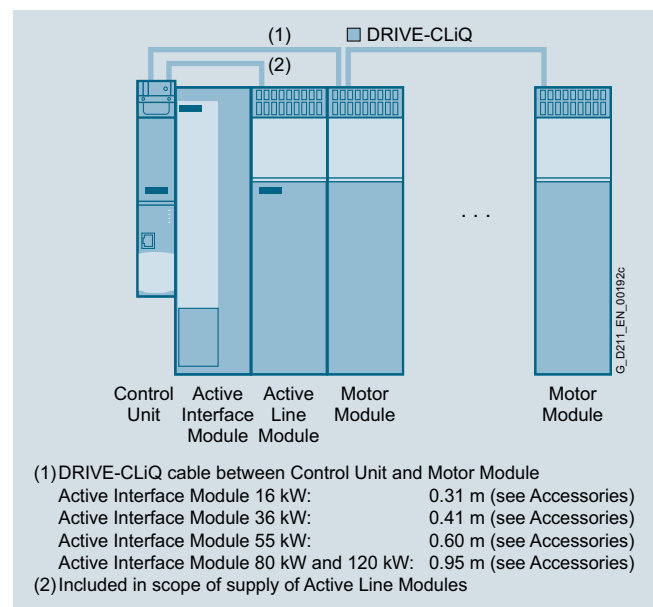 (1) DRIVE-CLiQ
(2)
. . .
G_D211_EN_00192c
Control Unit
Active Interface Module
Active Line Module
Motor Module
Motor Module
(1) DRIVE-CLiQ cable between Control Unit and Motor Module
Active Interface Module 16 kW: 0.31 m (see Accessories)
Active Interface Module 36 kW: 0.41 m (see Accessories)
Active Interface Module 55 kW: 0.60 m (see Accessories)
Active Interface Module 80 kW and 120 kW: 0.95 m (see Accessories)
(2) Included in scope of supply of Active Line Modules